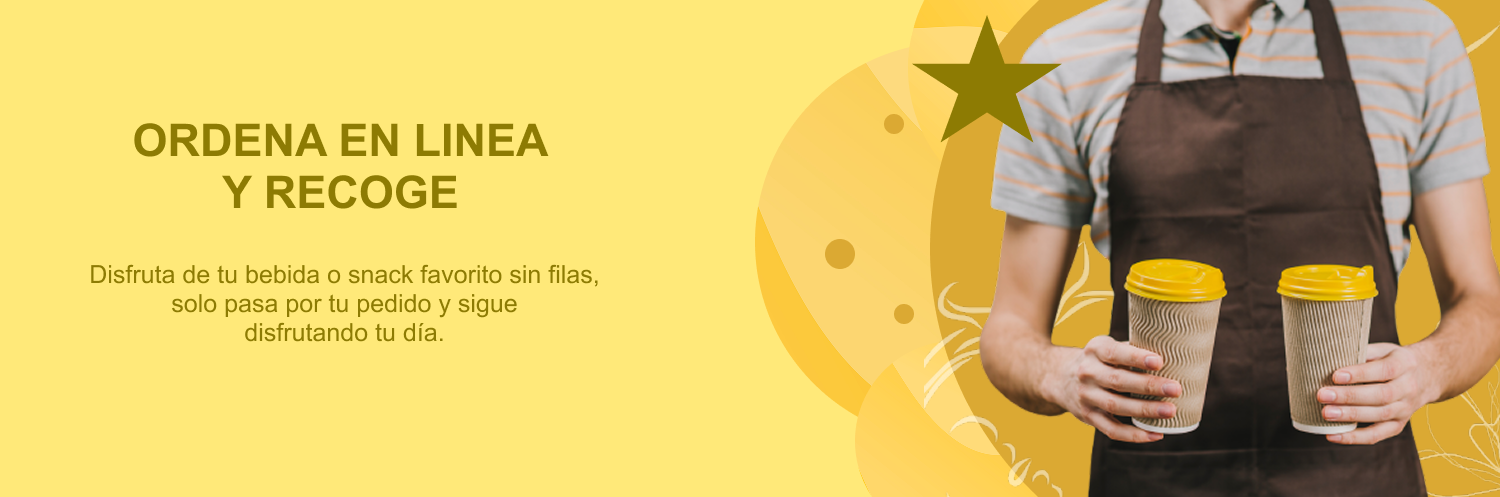 ORDENA EN LINEA
Y RECOGE
Disfruta de tu bebida o snack favorito sin filas,
solo pasa por tu pedido y sigue
disfrutando tu día.